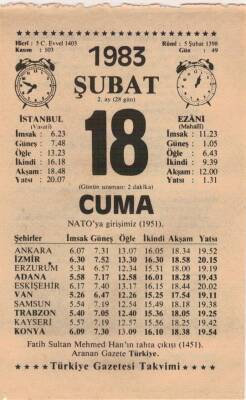 Hicri : 5 C. Evvel 1403
Kasım : 103
Rûmi : 5 Şubat 1398
Gün : 49
1983
ŞUBAT
2. ay (28 gün)
İSTANBUL
(Vasatî)
İmsak : 6.23
Güneş : 7.48
Öğle : 13.23
İkindi : 16.18
Akşam : 18.48
Yatsı : 20.07
18
EZÂNI
(Mahallî)
İmsak : 11.23
Güneş : 1.05
Öğle : 6.43
İkindi : 9.39
Akşam : 12.00
Yatsı : 1.31
(Günün uzaması: 2 dakika)
CUMA
NATO'ya girişimiz (1951).
Şehirler İmsak Güneş Öğle İkindi Akşam Yatsı
ANKARA 6.07 7.31 13.07 16.05 18.34 19.52
İZMİR 6.30 7.52 13.30 16.30 18.58 20.15
ERZURUM 5.34 6.57 12.34 15.31 18.00 19.19
ADANA 5.58 7.17 12.58 16.01 18.28 19.43
ESKİŞEHİR 6.17 7.40 13.17 16.15 18.44 20.02
VAN 5.26 6.47 12.26 15.25 17.54 19.11
SAMSUN 5.54 7.19 12.54 15.49 18.18 19.38
TRABZON 5.40 7.05 12.40 15.36 18.05 19.25
KAYSERİ 5.57 7.19 12.57 15.56 18.25 19.42
KONYA 6.09 7.30 13.09 16.10 18.38 19.54
Fatih Sultan Mehmed Han'ın tahta çıkışı (1451).
Aranan Gazete Türkiye.
Türkiye Gazetesi Takvimi